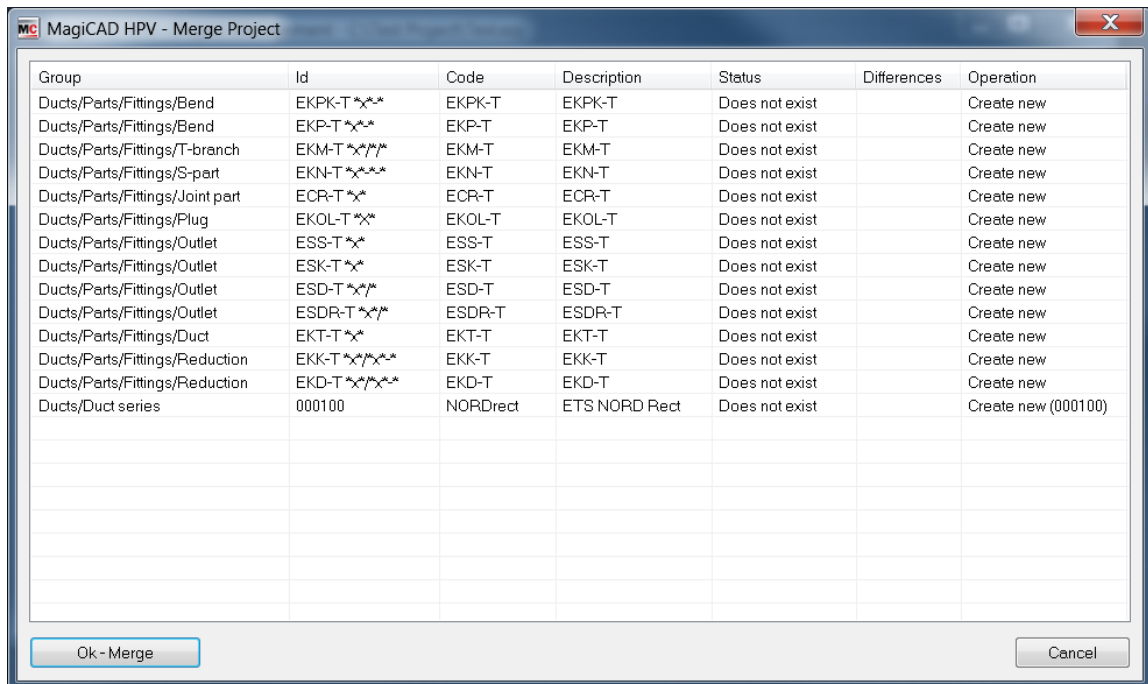 MC MagiCAD HPV - Merge Project
Group Id Code Description Status Differences Operation
Ducts/Parts/Fittings/Bend EKPK-T *x*-* EKPK-T EKPK-T Does not exist Create new
Ducts/Parts/Fittings/Bend EKP-T *x*-* EKP-T EKP-T Does not exist Create new
Ducts/Parts/Fittings/T-branch EKM-T *x*/*/* EKM-T EKM-T Does not exist Create new
Ducts/Parts/Fittings/S-part EKN-T *x*-*-* EKN-T EKN-T Does not exist Create new
Ducts/Parts/Fittings/Joint part ECR-T *x* ECR-T ECR-T Does not exist Create new
Ducts/Parts/Fittings/Plug EKOL-T *X* EKOL-T EKOL-T Does not exist Create new
Ducts/Parts/Fittings/Outlet ESS-T *x* ESS-T ESS-T Does not exist Create new
Ducts/Parts/Fittings/Outlet ESK-T *x* ESK-T ESK-T Does not exist Create new
Ducts/Parts/Fittings/Outlet ESD-T *x*/* ESD-T ESD-T Does not exist Create new
Ducts/Parts/Fittings/Outlet ESDR-T *x*/* ESDR-T ESDR-T Does not exist Create new
Ducts/Parts/Fittings/Duct EKT-T *x* EKT-T EKT-T Does not exist Create new
Ducts/Parts/Fittings/Reduction EKK-T *x*/*x*-* EKK-T EKK-T Does not exist Create new
Ducts/Parts/Fittings/Reduction EKD-T *x*/*x*-* EKD-T EKD-T Does not exist Create new
Ducts/Duct series 000100 NORDrect ETS NORD Rect Does not exist Create new (000100)
Ok - Merge Cancel